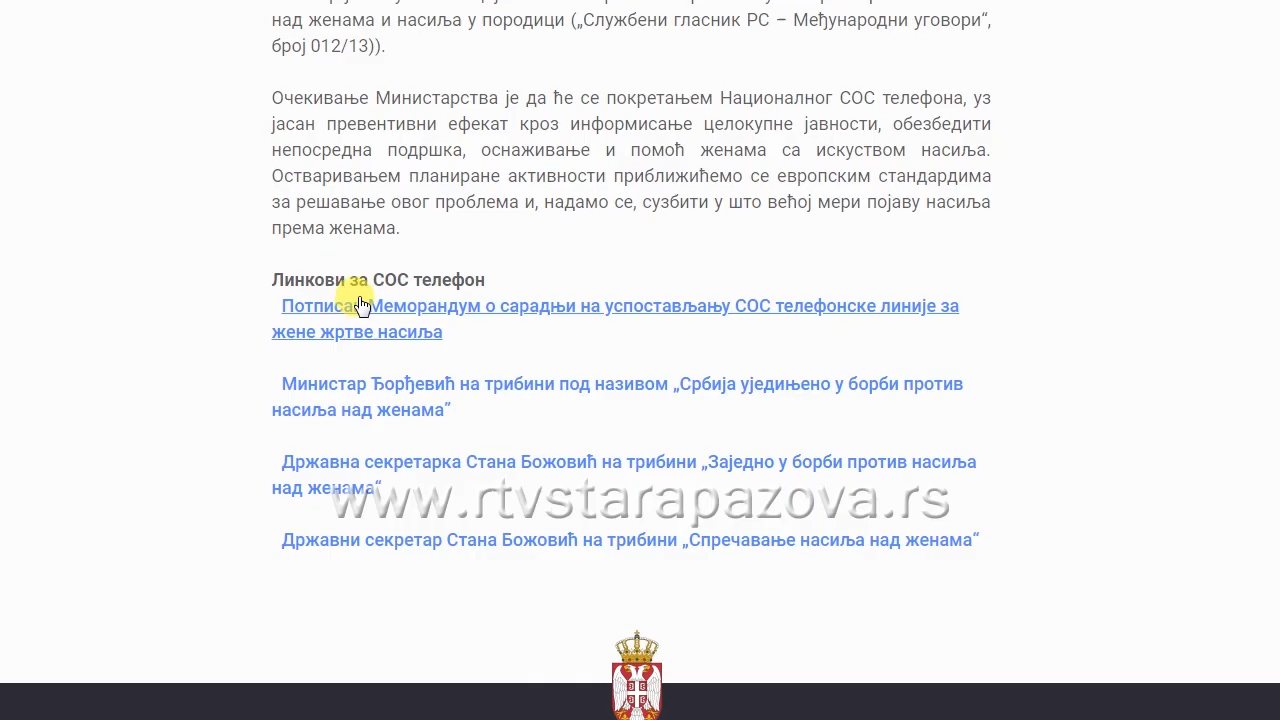 над женама и насиља у породици („Службени гласник РС – Међународни уговори“,
број 012/13)).
Очекивање Министарства је да ће се покретањем Националног СОС телефона, уз
јасан превентивни ефекат кроз информисање целокупне јавности, обезбедити
непосредна подршка, оснаживање и помоћ женама са искуством насиља.
Остваривањем планиране активности приближићемо се европским стандардима
за решавање овог проблема и, надамо се, сузбити у што већој мери појаву насиља
према женама.
Линкови за СОС телефон
Меморандум о сарадњи на успостављању СОС телефонске линије за
жене жртве насиља
Министар Ђорђевић на трибини под називом „Србија уједињено у борби против
насиља над женама”
Државна секретарка Стана Божовић на трибини „Заједно у борби против насиља
над женама“
www.rtvstarapazova.rs
Државни секретар Стана Божовић на трибини „Спречавање насиља над женама“